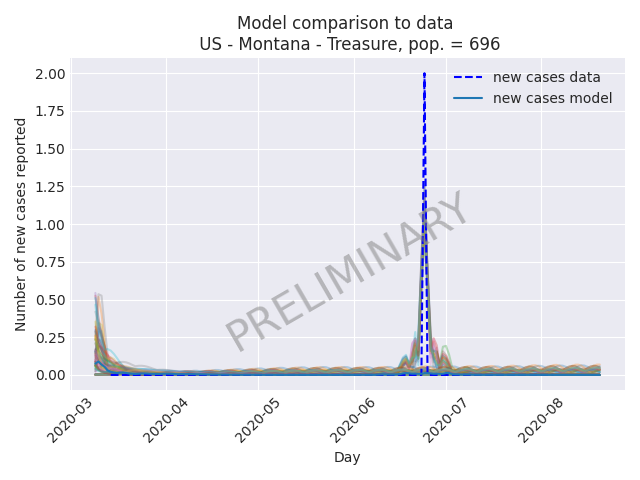 Model comparison to data
US - Montana - Treasure, pop. = 696
new cases data
new cases model
PRELIMINARY
Number of new cases reported
2.00
1.75
1.50
1.25
1.00
0.75
0.50
0.25
0.00
2020-03
2020-04
2020-05
2020-06
2020-07
2020-08
Day